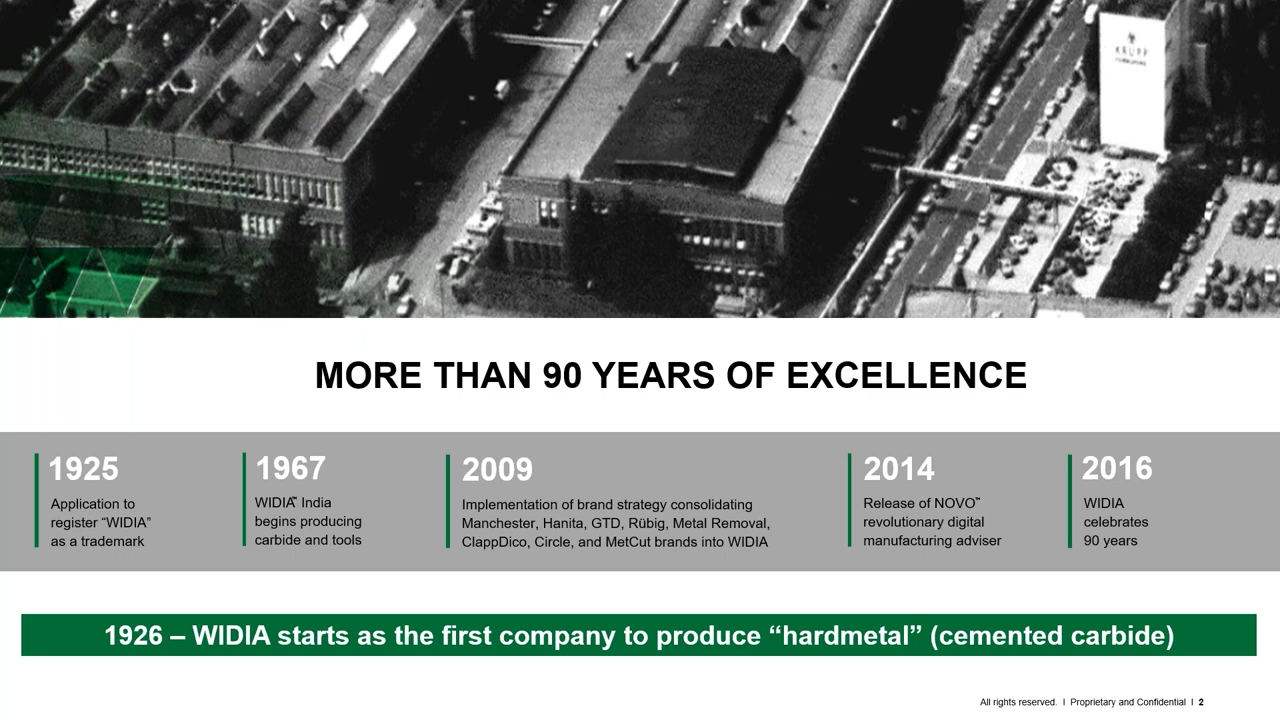 KRUPP
MORE THAN 90 YEARS OF EXCELLENCE
1925
Application to
register “WIDIA”
as a trademark
1967
WIDIA™ India
begins producing
carbide and tools
2009
Implementation of brand strategy consolidating
Manchester, Hanita, GTD, Rübig, Metal Removal,
ClappDico, Circle, and MetCut brands into WIDIA
2014
Release of NOVO™
revolutionary digital
manufacturing adviser
2016
WIDIA
celebrates
90 years
1926 – WIDIA starts as the first company to produce “hardmetal” (cemented carbide)
All rights reserved. I Proprietary and Confidential I 2